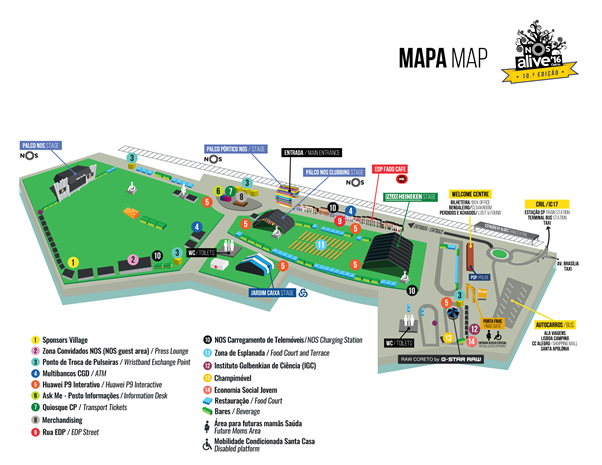 MAPA MAP
NOS
alive'16
10.ª EDIÇÃO
PALCO NOS / STAGE
NOS
PALCO PÓRTICO NOS / STAGE
NOS
ENTRADA / MAIN ENTRANCE
PALCO NOS CLUBBING STAGE
NOS
EDP FADO CAFE
PALCO HEINEKEN STAGE
WELCOME CENTRE
BILHETEIRA / BOX OFFICE
BENGALEIRO / CLOAKROOM
PERDIDOS E ACHADOS / LOST & FOUND
CRIL / IC17
ESTAÇÃO CP / TRAIN STATION
TERMINAL BUS / STATION
TAXI
AV. BRASÍLIA
TAXI
ENTRADA / ENTRY
PSP / POLICE
WC / TOILETS
JARDIM CAIXA STAGE
WC / TOILETS
RAW CORETO by G-STAR RAW
AUTOCARROS / BUS
ALA VIAGENS
LISBOA CAMPING
CC ALEGRO / SHOPPING MALL
SANTA APOLÓNIA
1 Sponsors Village
2 Zona Convidados NOS (NOS guest area) / Press Lounge
3 Ponto de Troca de Pulseiras / Wristband Exchange Point
4 Multibancos CGD / ATM
5 Huawei P9 Interativo / Huawei P9 Interactive
6 Ask Me - Posto Informações / Information Desk
7 Quiosque CP / Transport Tickets
8 Merchandising
9 Rua EDP / EDP Street
10 NOS Carregamento de Telemóveis / NOS Charging Station
11 Zona de Esplanada / Food Court and Terrace
12 Instituto Gulbenkian de Ciência (IGC)
13 Champimóvel
14 Economia Social Jovem
Restauração / Food Court
Bares / Beverage
Área para futuras mamãs Saúda
Future Moms Area
Mobilidade Condicionada Santa Casa
Disabled platform